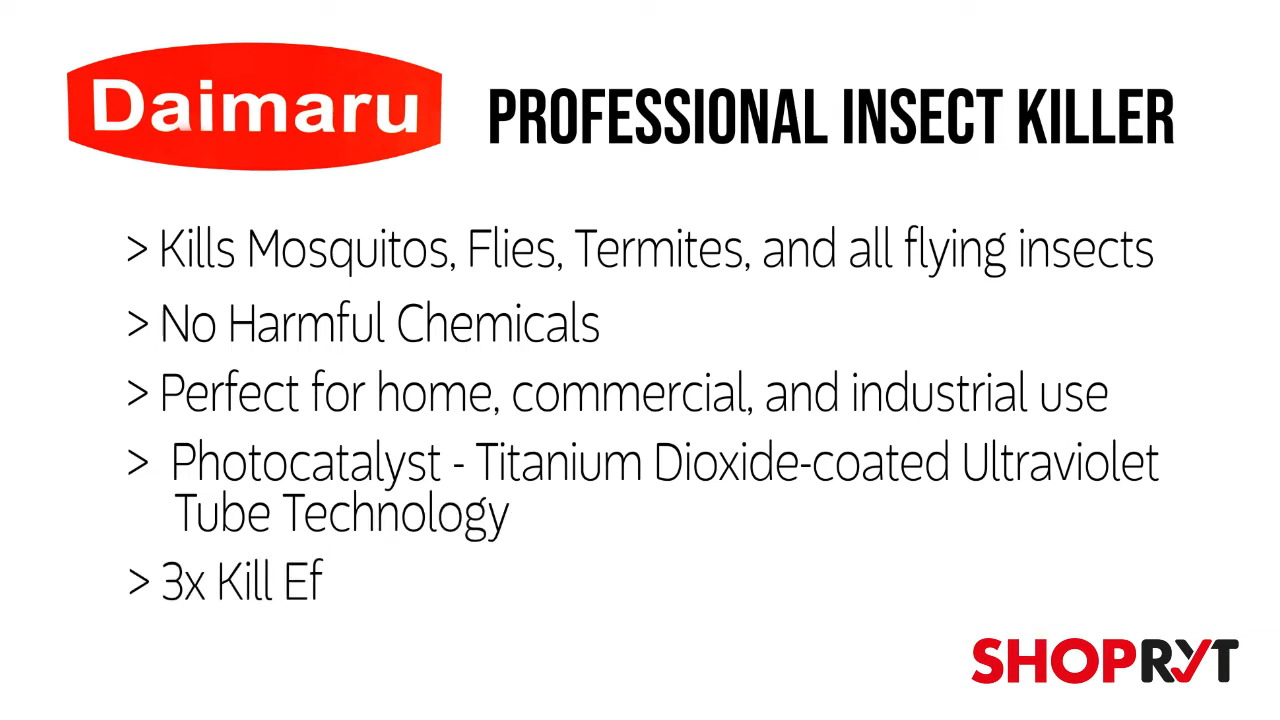 Daimaru PROFESSIONAL INSECT KILLER
> Kills Mosquitos, Flies, Termites, and all flying insects
> No Harmful Chemicals
> Perfect for home, commercial, and industrial use
> Photocatalyst - Titanium Dioxide-coated Ultraviolet
Tube Technology
> 3x Kill Ef
SHOPRYT